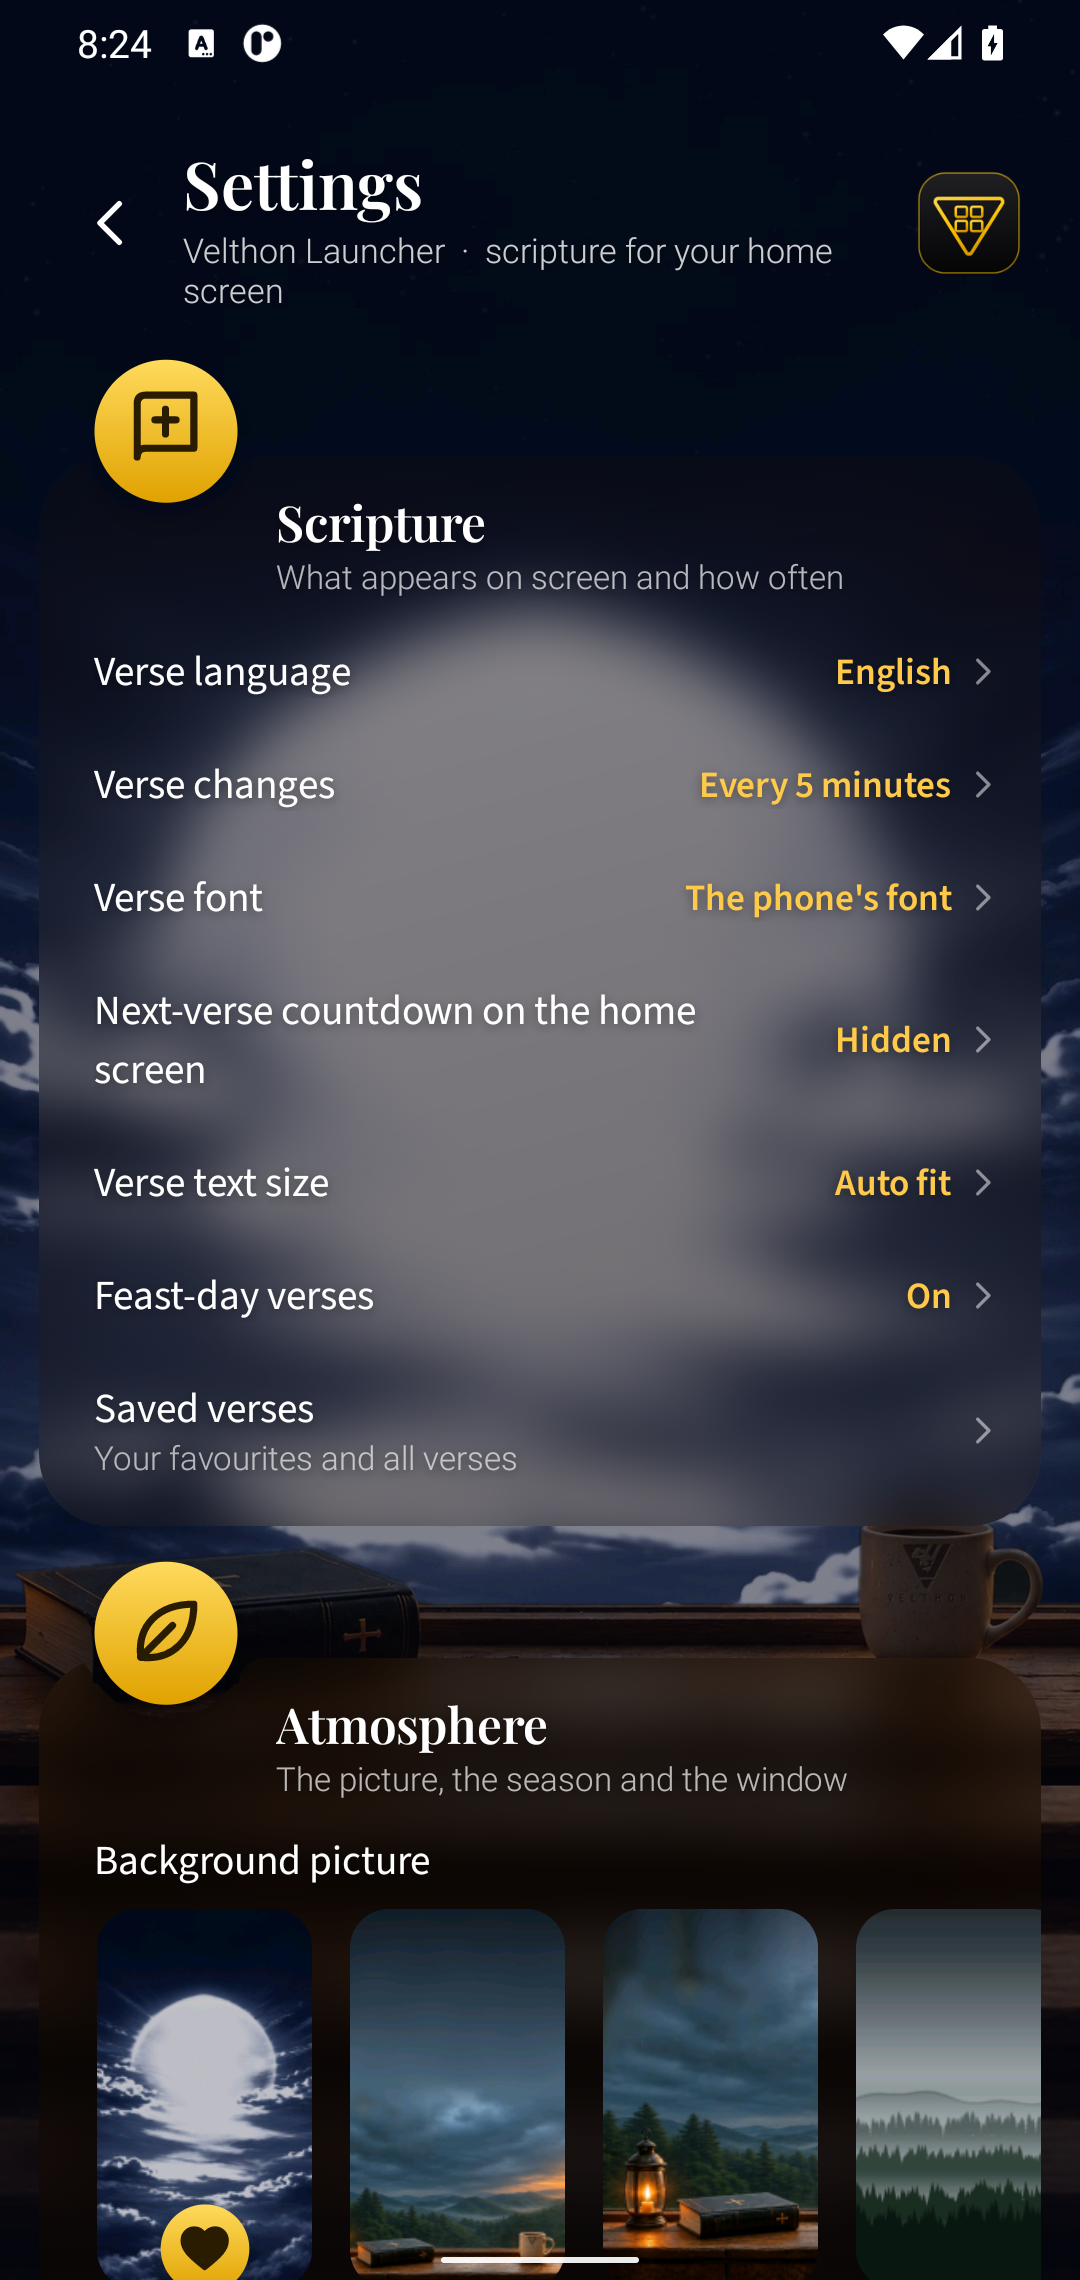 8:24
Settings
Velthon Launcher · scripture for your home
screen
Scripture
What appears on screen and how often
Verse language
English
Verse changes
Every 5 minutes
Verse font
The phone's font
Next-verse countdown on the home
screen
Hidden
Verse text size
Auto fit
Feast-day verses
On
Saved verses
Your favourites and all verses
VELTHON
Atmosphere
The picture, the season and the window
Background picture